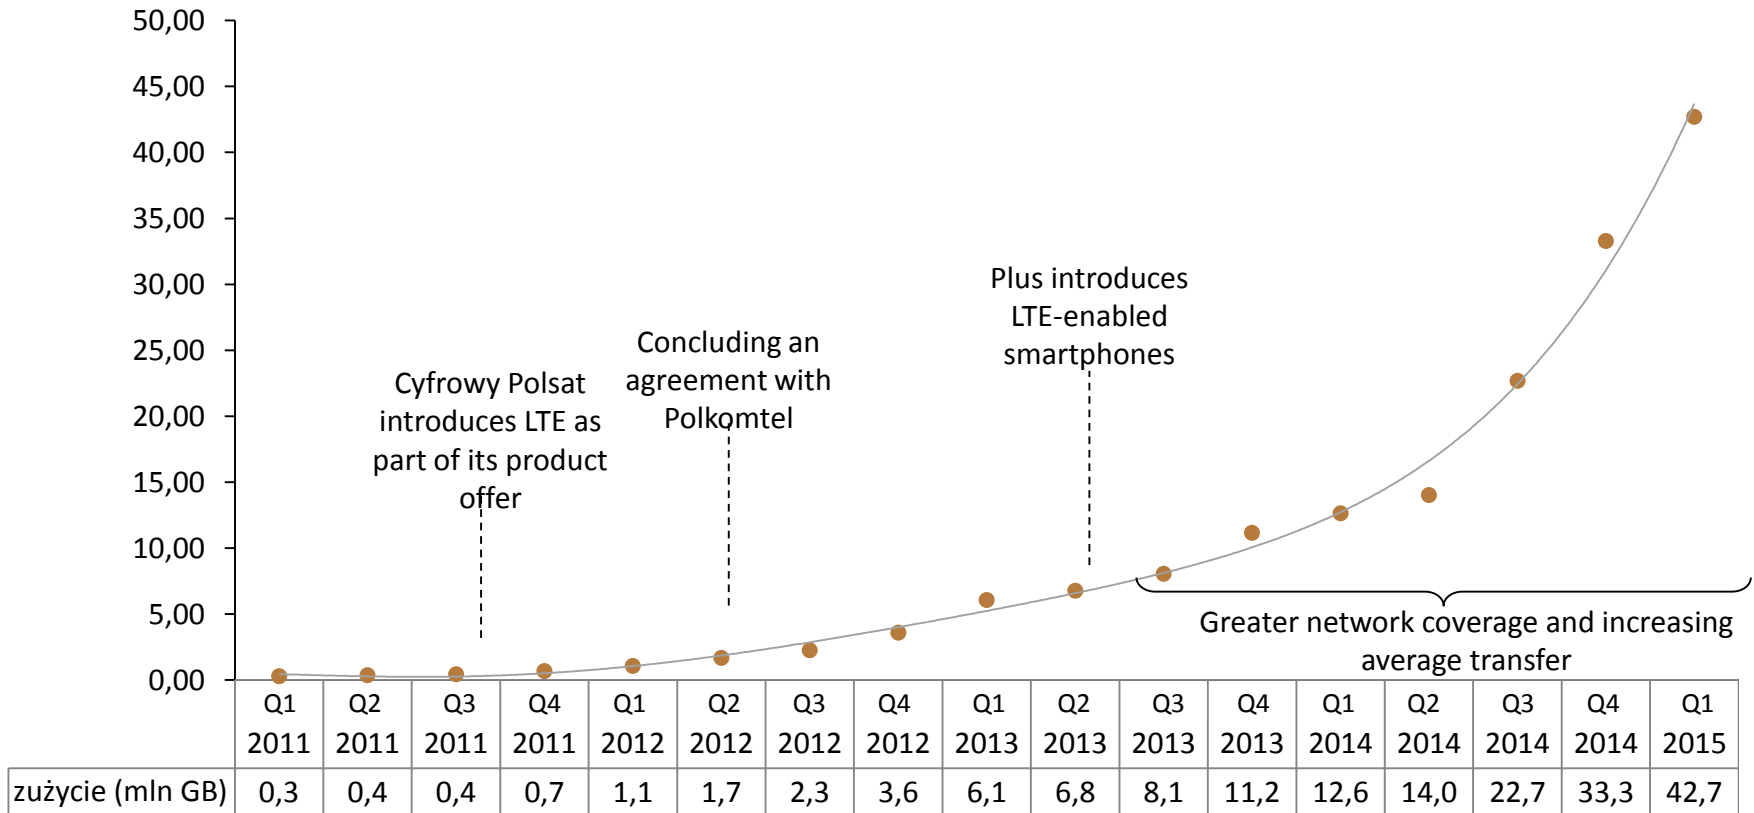 50,00
45,00
40,00
35,00
30,00
25,00
20,00
15,00
10,00
5,00
0,00
Cyfrowy Polsat
introduces LTE as
part of its product
offer
Concluding an
agreement with
Polkomtel
Plus introduces
LTE-enabled
smartphones
Greater network coverage and increasing
average transfer
Q1 Q2 Q3 Q4 Q1 Q2 Q3 Q4 Q1 Q2 Q3 Q4 Q1 Q2 Q3 Q4 Q1
2011 2011 2011 2011 2012 2012 2012 2012 2013 2013 2013 2013 2014 2014 2014 2014 2015
zużycie (mln GB) 0,3 0,4 0,4 0,7 1,1 1,7 2,3 3,6 6,1 6,8 8,1 11,2 12,6 14,0 22,7 33,3 42,7